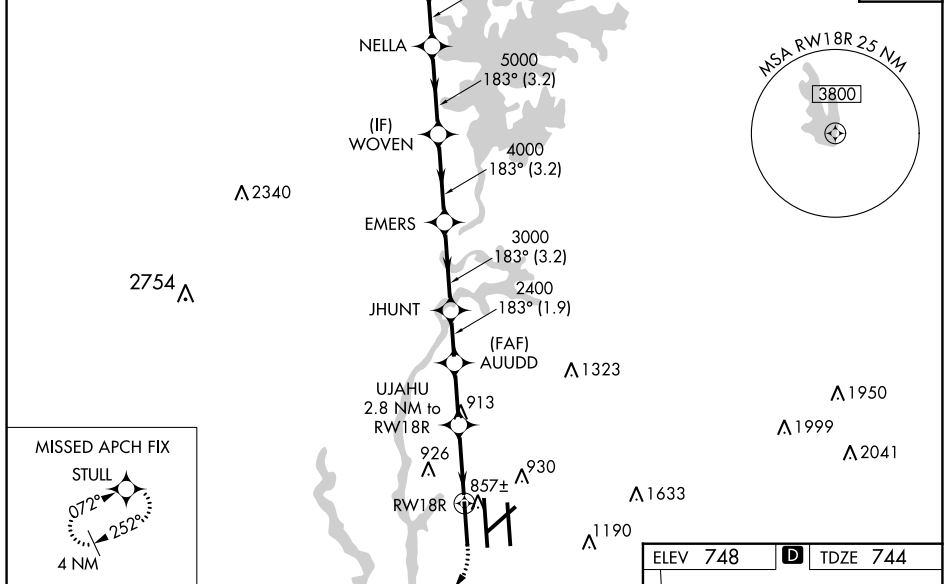 NELLA
5000
183° (3.2)
MSA RW18R 25 NM
3800
(IF)
WOVEN
4000
183° (3.2)
2340
EMERS
3000
183° (3.2)
2754
2400
183° (1.9)
JHUNT
(FAF)
AUUDD
1323
UJAHU
2.8 NM to
RW18R
913
1950
1999
2041
MISSED APCH FIX
STULL
072°
252°
4 NM
926
930
857±
RW18R
1633
1190
ELEV 748 D TDZE 744